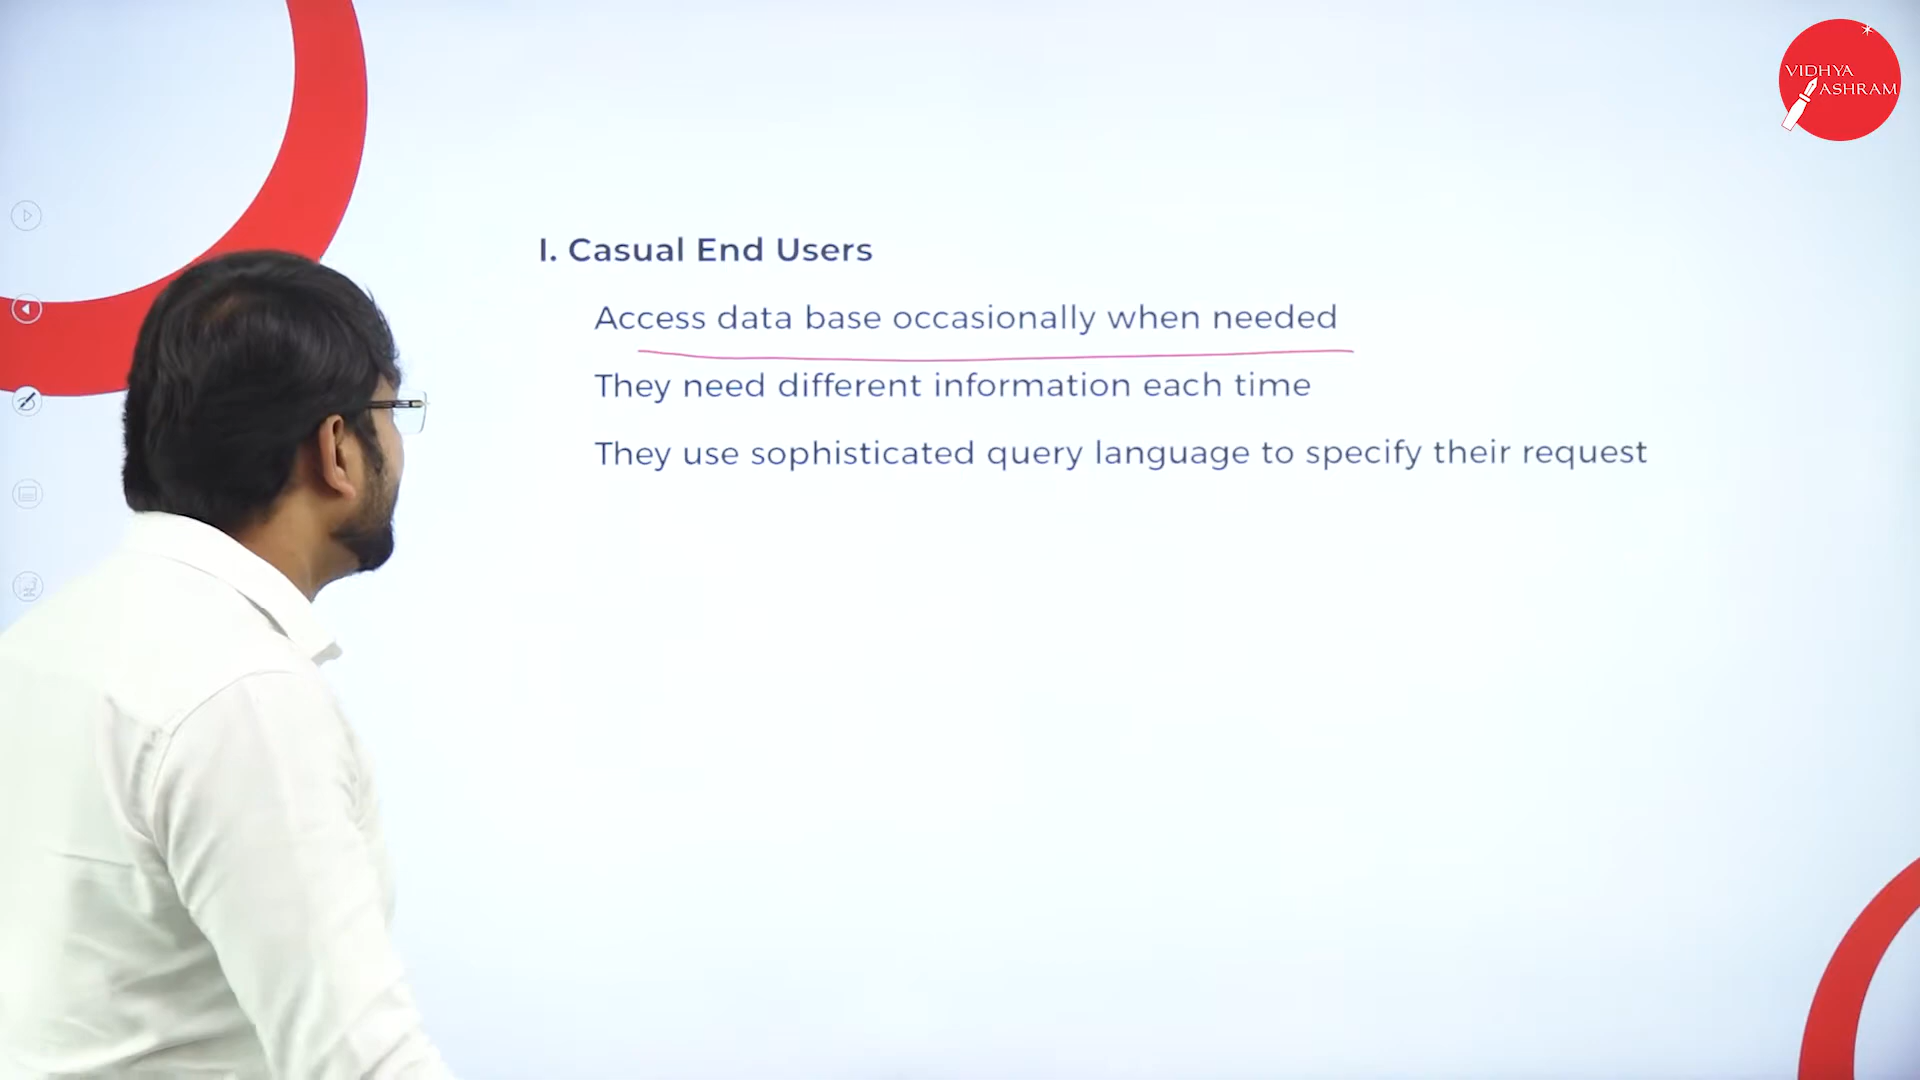 VIDHYA
ASHRAM
I. Casual End Users
Access data base occasionally when needed
They need different information each time
They use sophisticated query language to specify their request